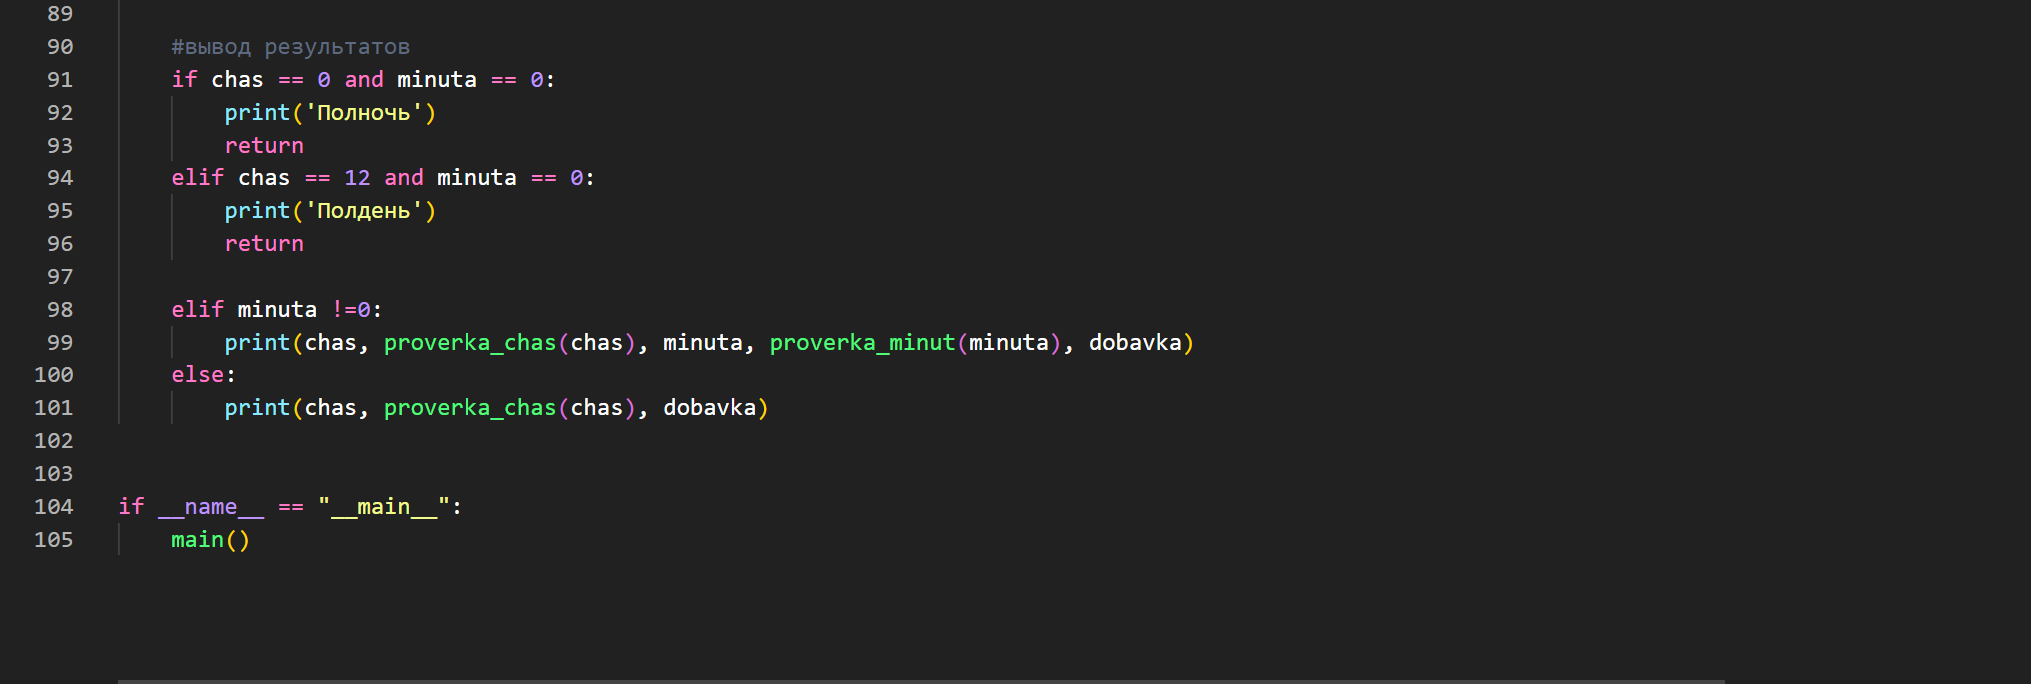 89
90 #вывод результатов
91 if chas == 0 and minuta == 0:
92 print('Полночь')
93 return
94 elif chas == 12 and minuta == 0:
95 print('Полдень')
96 return
97
98 elif minuta !=0:
99 print(chas, proverka_chas(chas), minuta, proverka_minut(minuta), dobavka)
100 else:
101 print(chas, proverka_chas(chas), dobavka)
102
103
104 if __name__ == "__main__":
105 main()